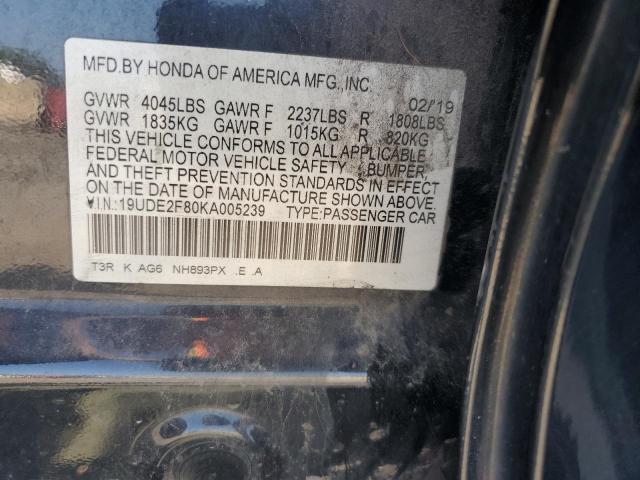 MFD.BY HONDA OF AMERICA MFG.,INC. 02/'19
GVWR 4045LBS GAWR F 2237LBS R 1808LBS
GVWR 1835KG GAWR F 1015KG R 820KG
THIS VEHICLE CONFORMS TO ALL APPLICABLE
FEDERAL MOTOR VEHICLE SAFETY , BUMPER ,
AND THEFT PREVENTION STANDARDS IN EFFECT
ON THE DATE OF MANUFACTURE SHOWN ABOVE.
V.I.N.:19UDE2F80KA005239 TYPE:PASSENGER CAR
T3R K AG6 NH893PX .E .A